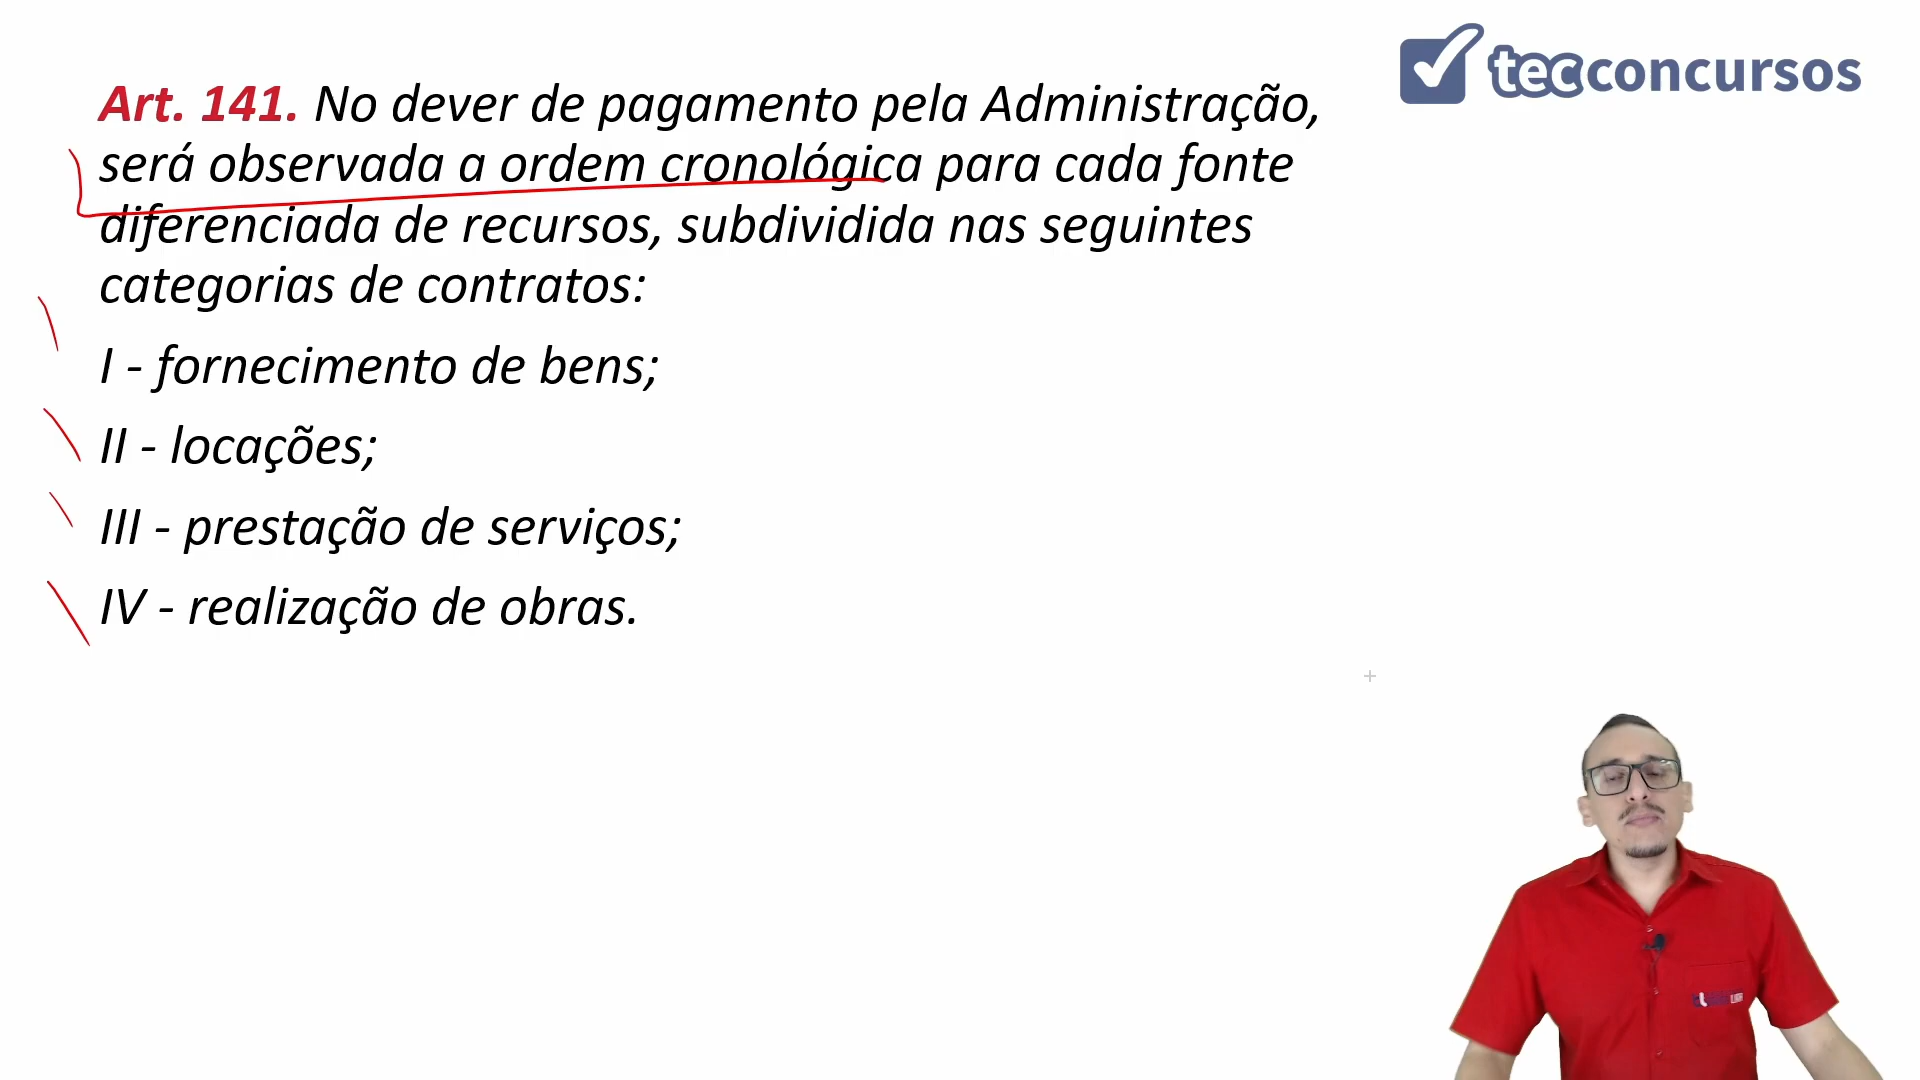 tecconcursos
Art. 141. No dever de pagamento pela Administração,
será observada a ordem cronológica para cada fonte
diferenciada de recursos, subdividida nas seguintes
categorias de contratos:
I - fornecimento de bens;
II - locações;
III - prestação de serviços;
IV - realização de obras.